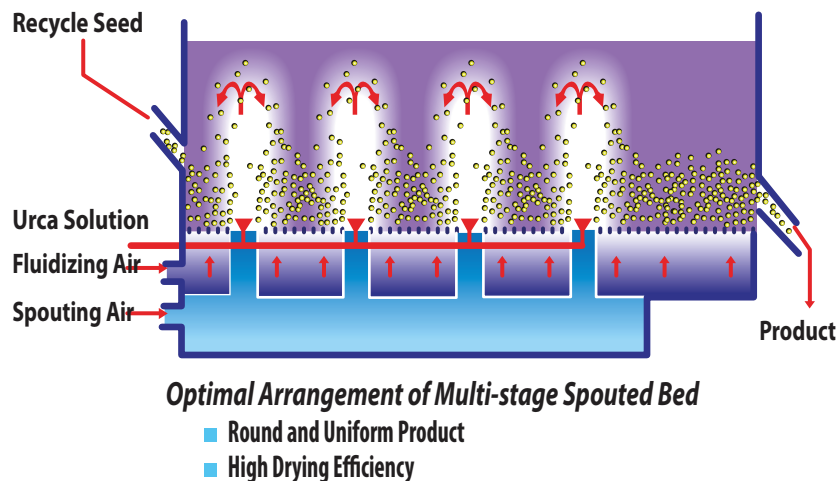 Recycle Seed
Urca Solution
Fluidizing Air
Spouting Air
Product
Optimal Arrangement of Multi-stage Spouted Bed
Round and Uniform Product
High Drying Efficiency